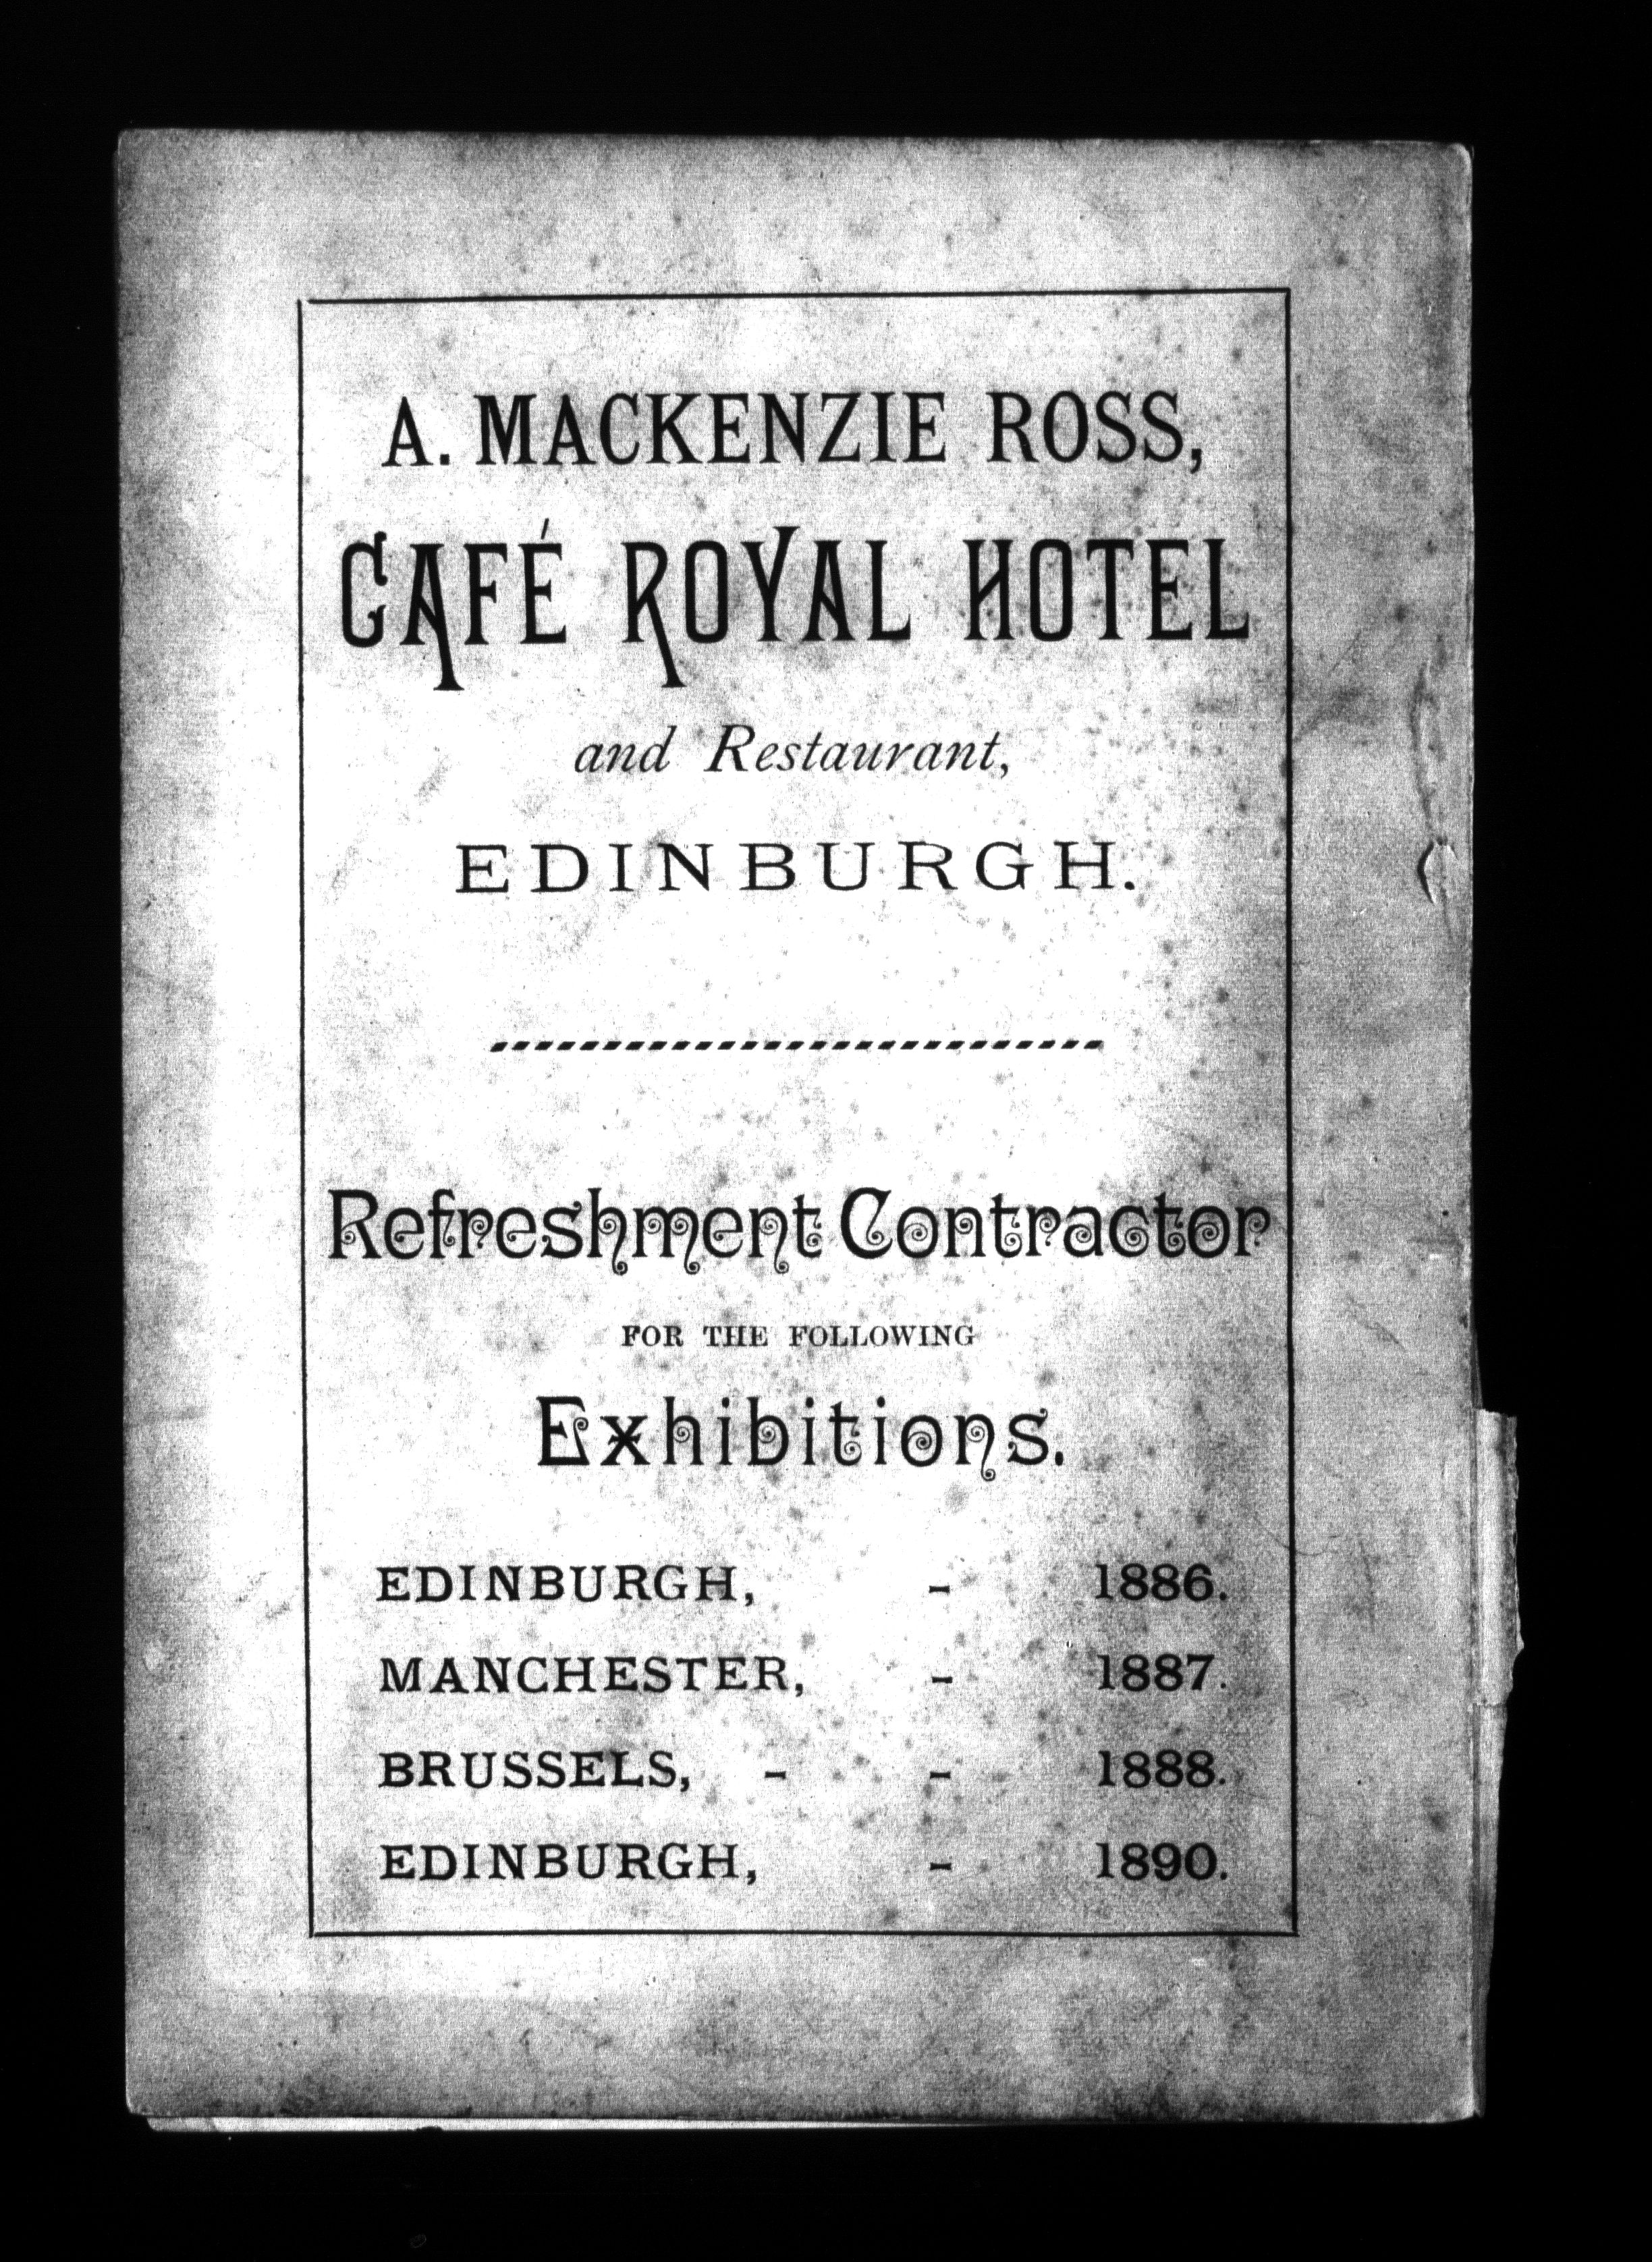 A. MACKENZIE ROSS,
CAFÉ ROYAL HOTEL
and Restaurant,
EDINBURGH.
Refreshment Contractor
FOR THE FOLLOWING
Exhibitions.
EDINBURGH, - 1886.
MANCHESTER, - 1887.
BRUSSELS, - - 1888.
EDINBURGH, - 1890.